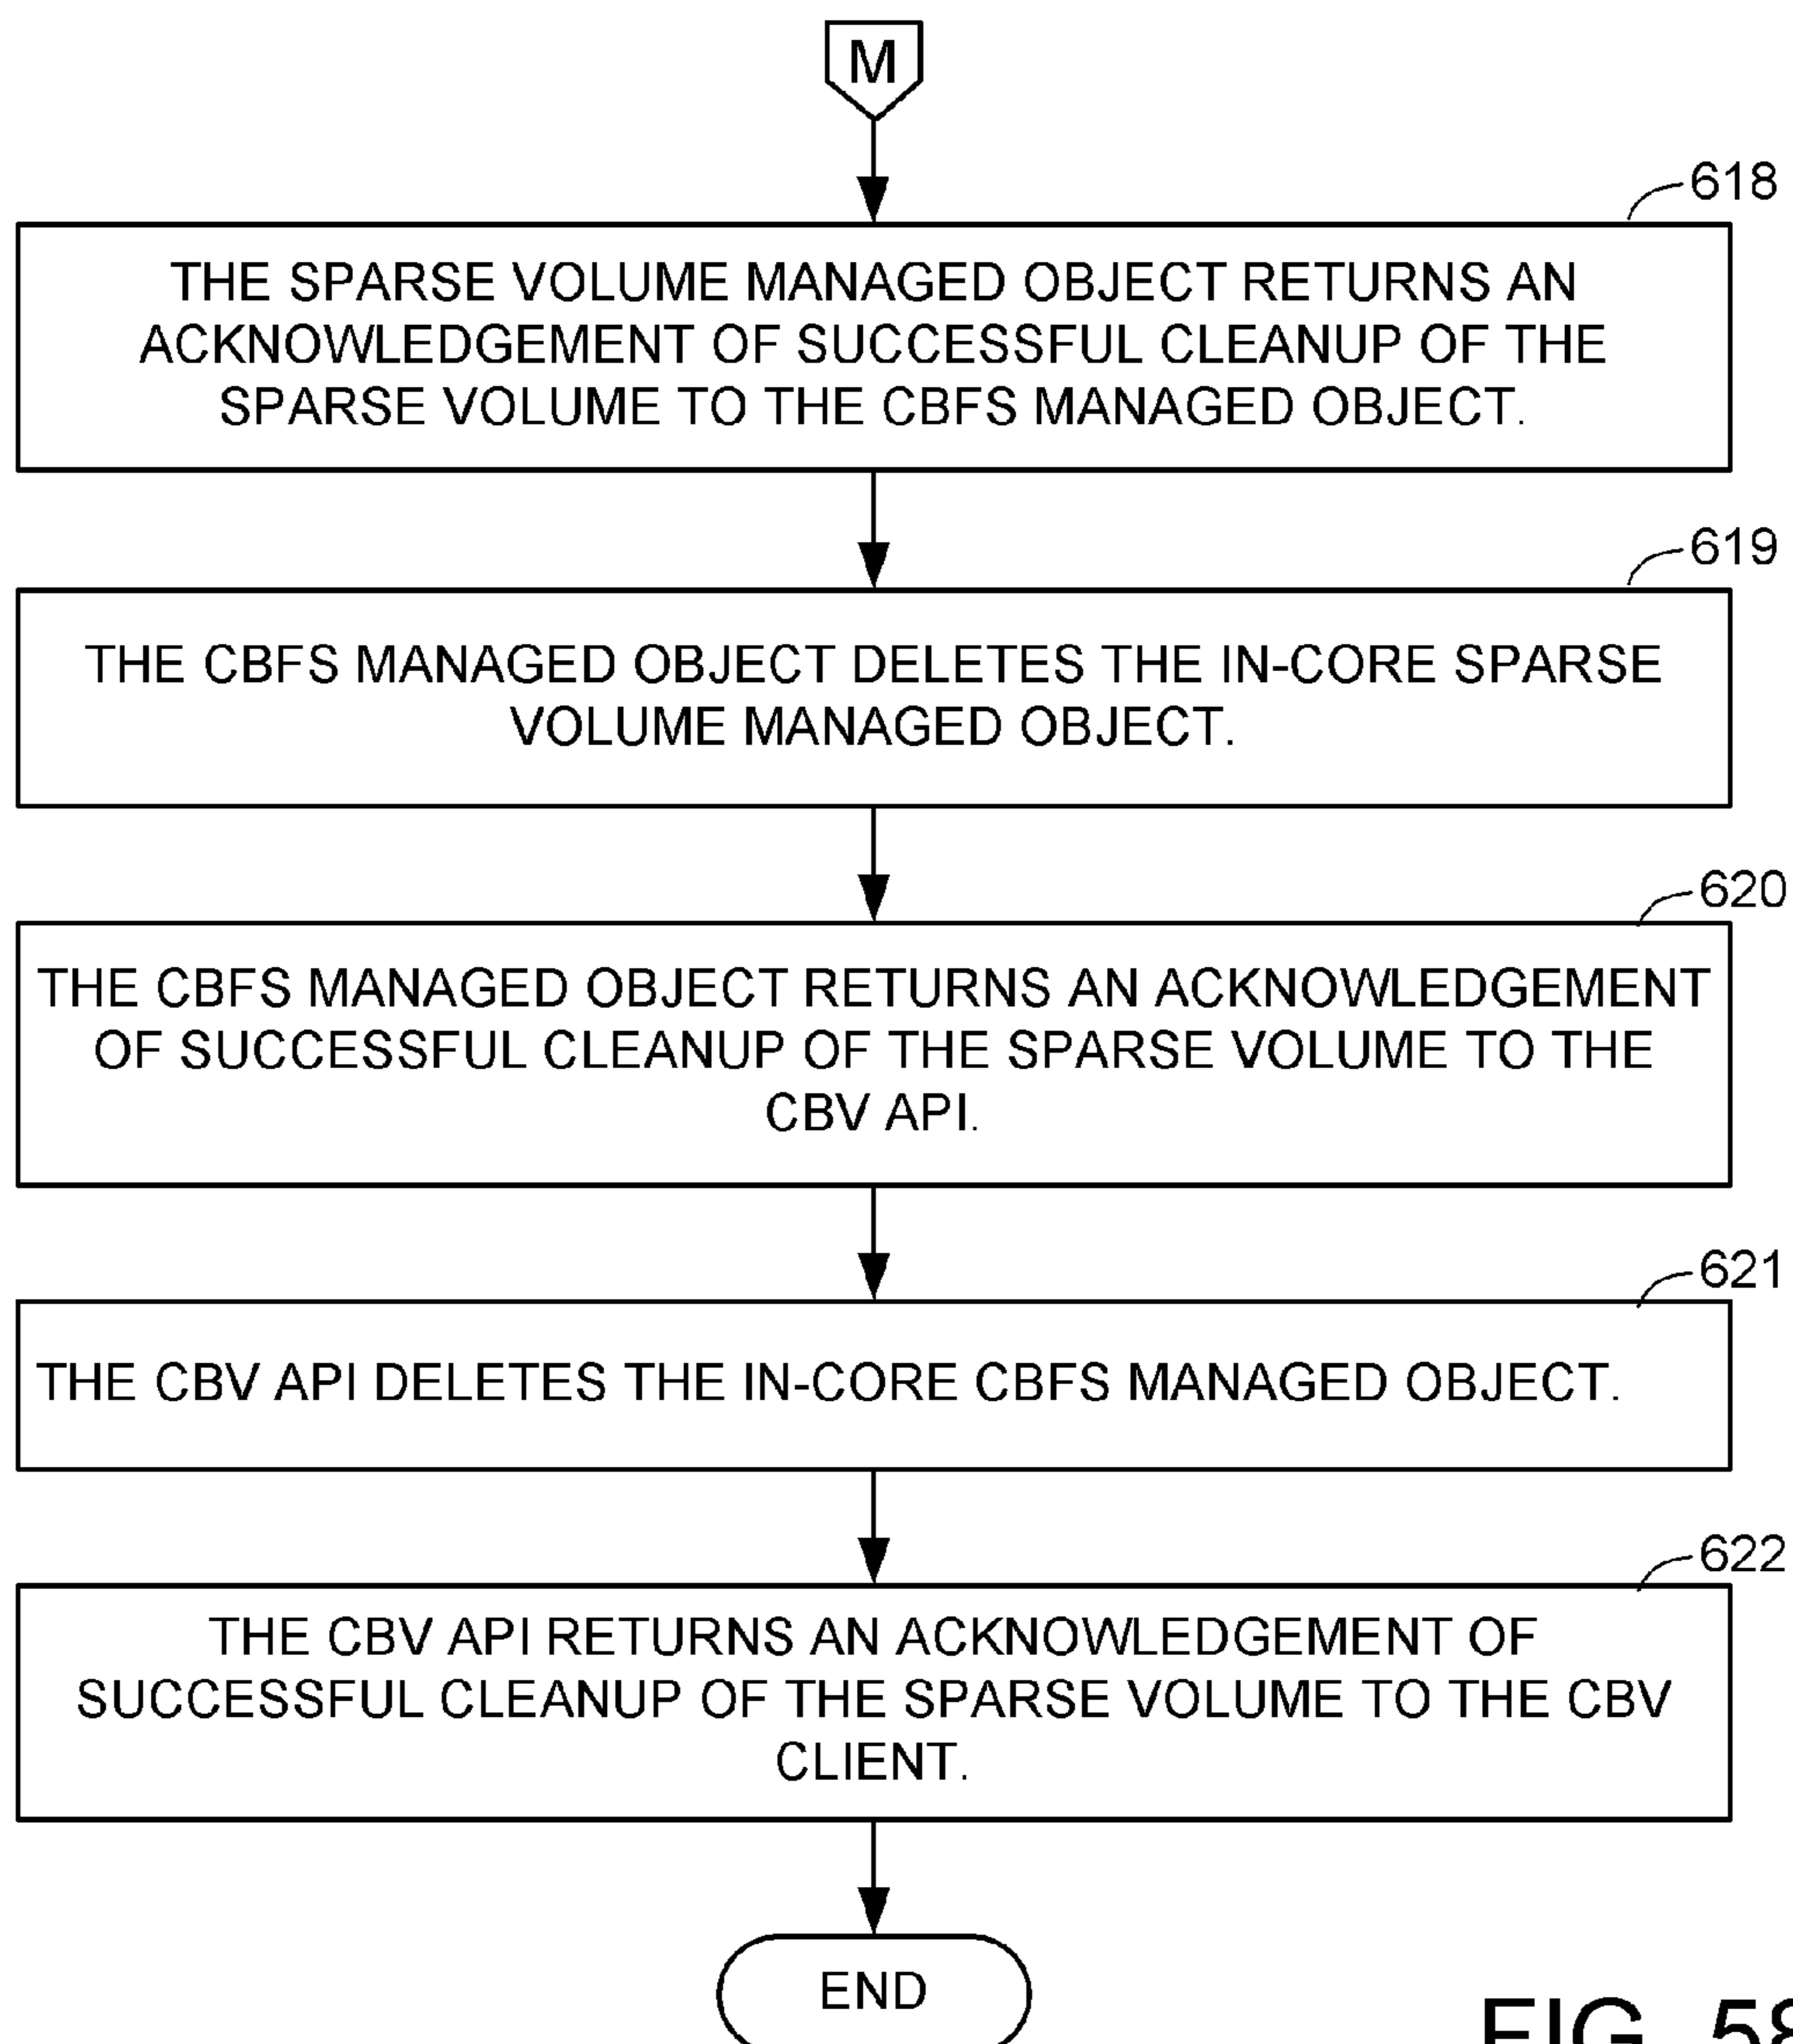 M
618
THE SPARSE VOLUME MANAGED OBJECT RETURNS AN
ACKNOWLEDGEMENT OF SUCCESSFUL CLEANUP OF THE
SPARSE VOLUME TO THE CBFS MANAGED OBJECT.
619
THE CBFS MANAGED OBJECT DELETES THE IN-CORE SPARSE
VOLUME MANAGED OBJECT.
620
THE CBFS MANAGED OBJECT RETURNS AN ACKNOWLEDGEMENT
OF SUCCESSFUL CLEANUP OF THE SPARSE VOLUME TO THE
CBV API.
621
THE CBV API DELETES THE IN-CORE CBFS MANAGED OBJECT.
622
THE CBV API RETURNS AN ACKNOWLEDGEMENT OF
SUCCESSFUL CLEANUP OF THE SPARSE VOLUME TO THE CBV
CLIENT.
END
FIG. 58